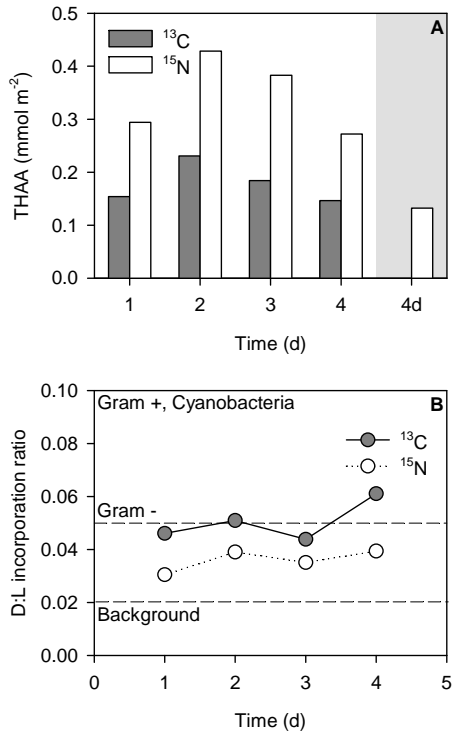 A
¹³C
¹⁵N
THAA (mmol m⁻²)
0.5
0.4
0.3
0.2
0.1
0.0
1 2 3 4 4d
Time (d)
B
Gram +, Cyanobacteria
¹³C
¹⁵N
Gram -
Background
D:L incorporation ratio
0.10
0.08
0.06
0.04
0.02
0.00
0 1 2 3 4 5
Time (d)